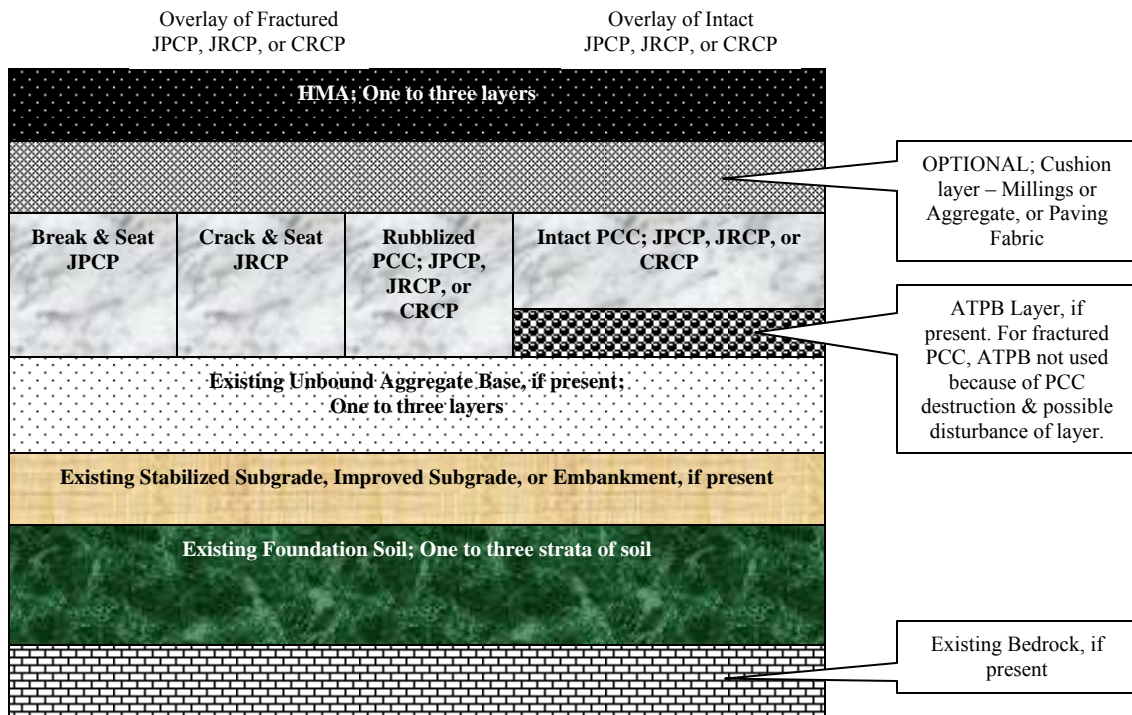 Overlay of Fractured
JPCP, JRCP, or CRCP
Overlay of Intact
JPCP, JRCP, or CRCP
HMA; One to three layers
OPTIONAL; Cushion
layer – Millings or
Aggregate, or Paving
Fabric
Break & Seat
JPCP
Crack & Seat
JRCP
Rubblized
PCC; JPCP,
JRCP, or
CRCP
Intact PCC; JPCP, JRCP, or
CRCP
ATPB Layer, if
present. For fractured
PCC, ATPB not used
because of PCC
destruction & possible
disturbance of layer.
Existing Unbound Aggregate Base, if present;
One to three layers
Existing Stabilized Subgrade, Improved Subgrade, or Embankment, if present
Existing Foundation Soil; One to three strata of soil
Existing Bedrock, if
present